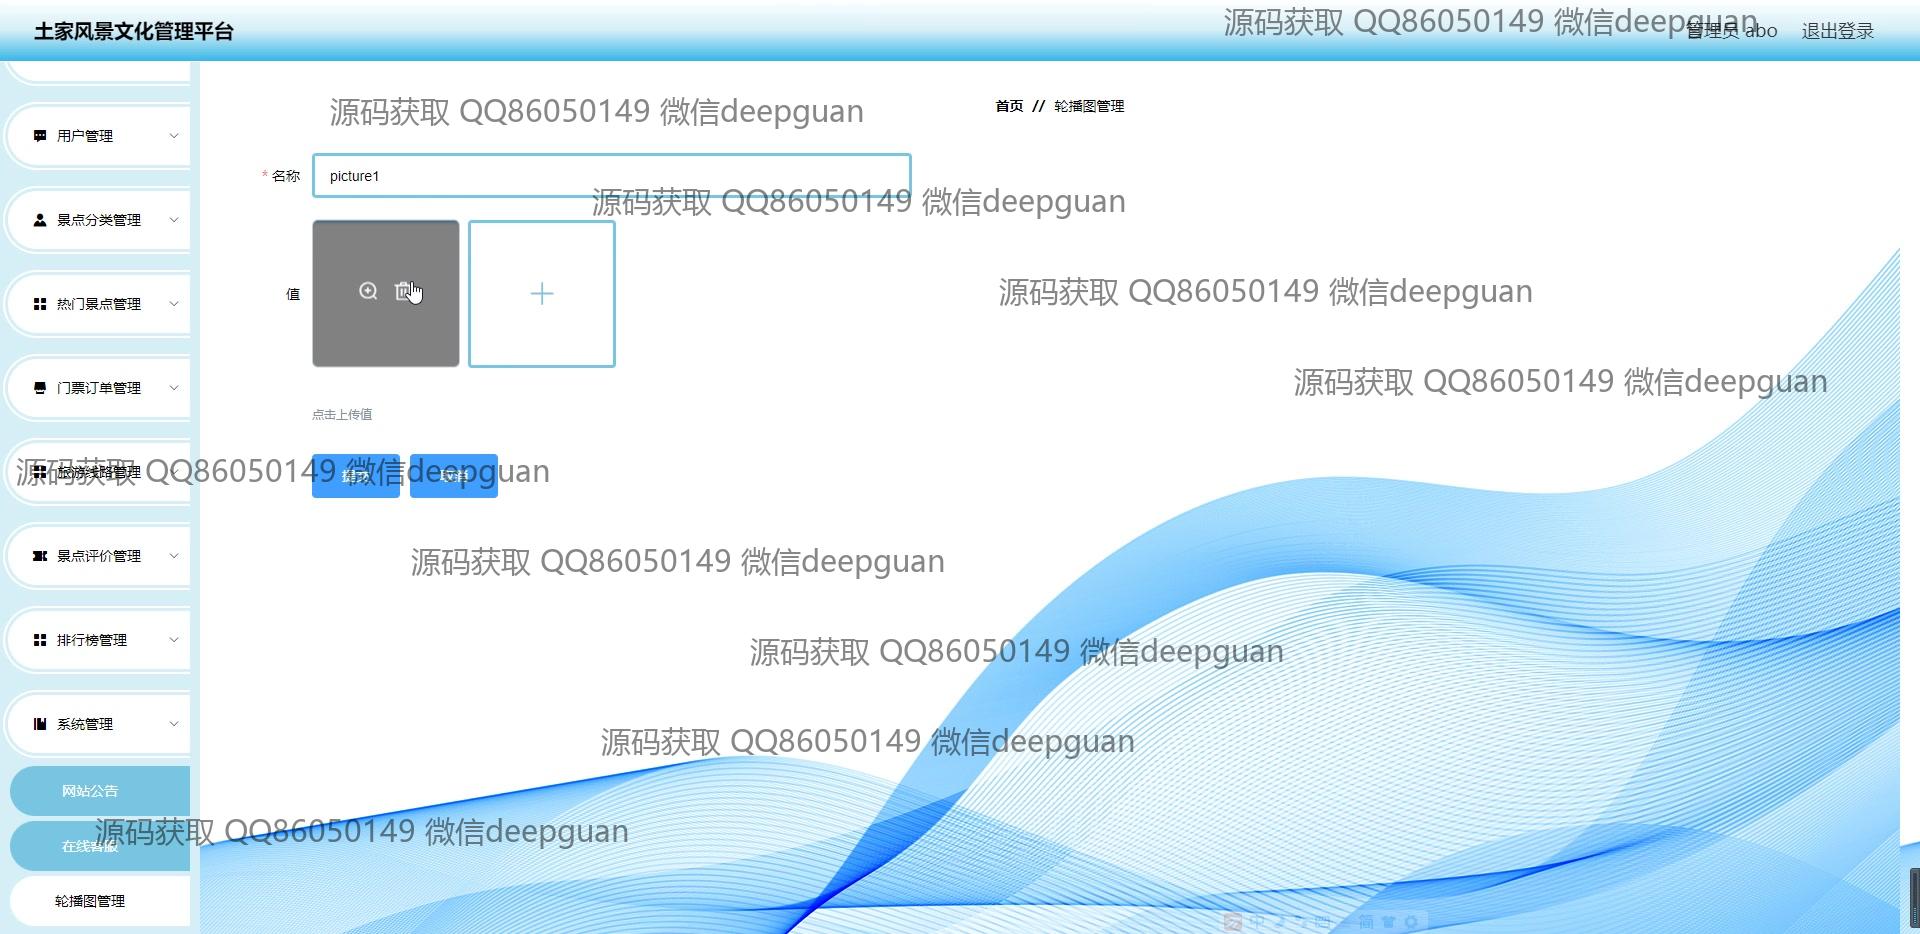 土家风景文化管理平台
源码获取 QQ86050149 微信deepguan
管理员 abo
退出登录
源码获取 QQ86050149 微信deepguan
首页 // 轮播图管理
用户管理
* 名称
picture1
源码获取 QQ86050149 微信deepguan
景点分类管理
值
源码获取 QQ86050149 微信deepguan
热门景点管理
源码获取 QQ86050149 微信deepguan
门票订单管理
点击上传值
源码获取 QQ86050149 微信deepguan
旅游线路管理
提交
取消
景点评价管理
源码获取 QQ86050149 微信deepguan
排行榜管理
源码获取 QQ86050149 微信deepguan
系统管理
源码获取 QQ86050149 微信deepguan
网站公告
源码获取 QQ86050149 微信deepguan
在线客服
轮播图管理
中
简